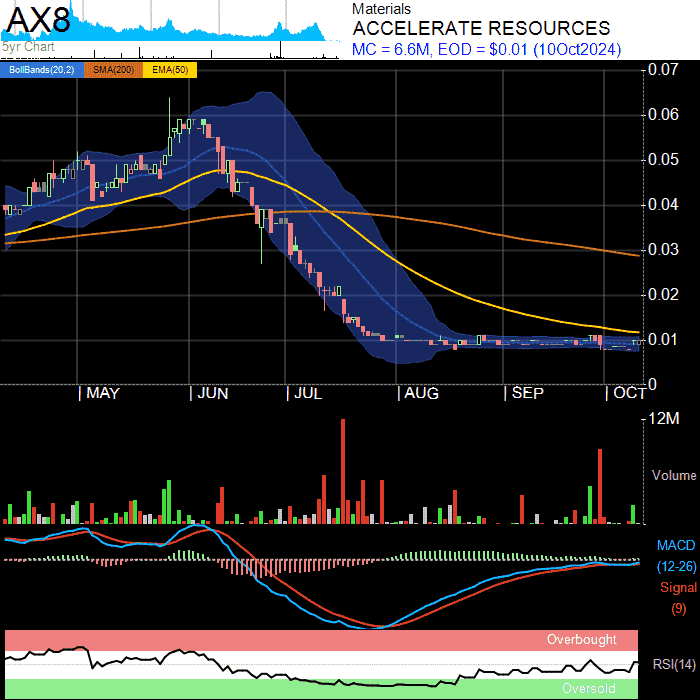 AX8
5yr Chart
Materials
ACCELERATE RESOURCES
MC = 6.6M, EOD = $0.01 (10Oct2024)
BollBands(20,2) SMA(200) EMA(50)
0.07
0.06
0.05
0.04
0.03
0.02
0.01
0
| MAY | JUN | JUL | AUG | SEP | OCT
12M
Volume
MACD
(12-26)
Signal
(9)
Overbought
RSI(14)
Oversold